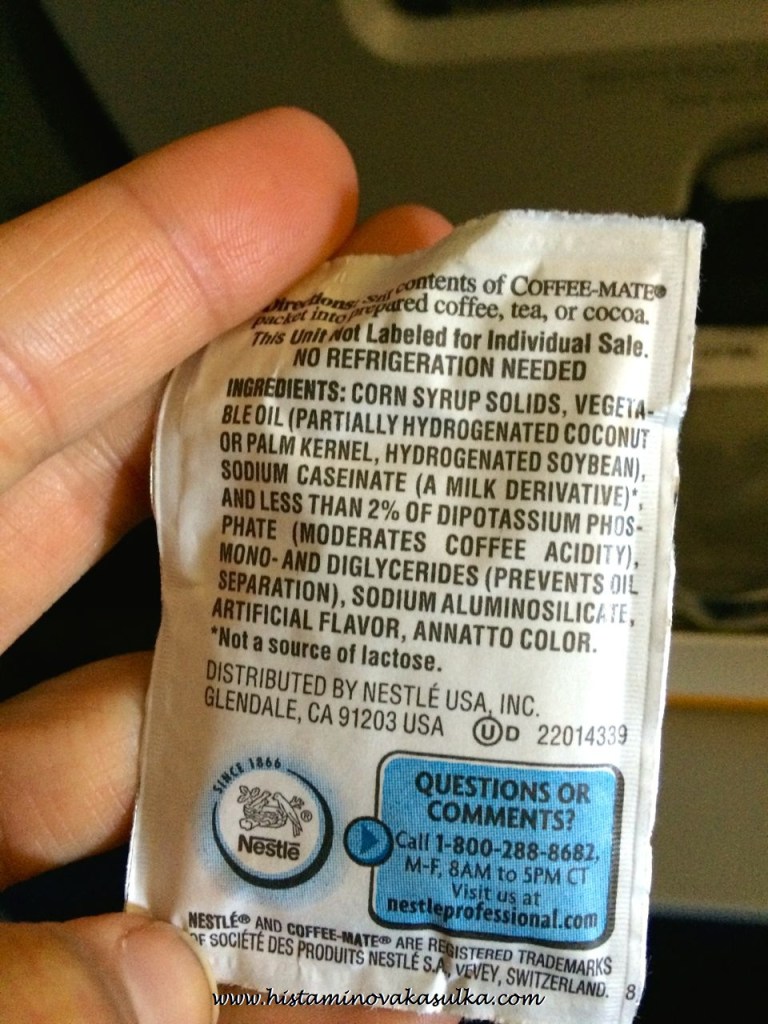 Directions: Stir contents of COFFEE-MATE®
packet into prepared coffee, tea, or cocoa.
This Unit Not Labeled for Individual Sale.
NO REFRIGERATION NEEDED
INGREDIENTS: CORN SYRUP SOLIDS, VEGETA-
BLE OIL (PARTIALLY HYDROGENATED COCONUT
OR PALM KERNEL, HYDROGENATED SOYBEAN),
SODIUM CASEINATE (A MILK DERIVATIVE)*,
AND LESS THAN 2% OF DIPOTASSIUM PHOS-
PHATE (MODERATES COFFEE ACIDITY),
MONO- AND DIGLYCERIDES (PREVENTS OIL
SEPARATION), SODIUM ALUMINOSILICATE,
ARTIFICIAL FLAVOR, ANNATTO COLOR.
*Not a source of lactose.
DISTRIBUTED BY NESTLÉ USA, INC.
GLENDALE, CA 91203 USA Ⓤ D 22014339
SINCE 1866
Nestlé®
QUESTIONS OR
COMMENTS?
Call 1-800-288-8682,
M-F, 8AM to 5PM CT
Visit us at
nestleprofessional.com
NESTLÉ® AND COFFEE-MATE® ARE REGISTERED TRADEMARKS
OF SOCIÉTÉ DES PRODUITS NESTLÉ S.A., VEVEY, SWITZERLAND. 8
www.histaminovakasulka.com